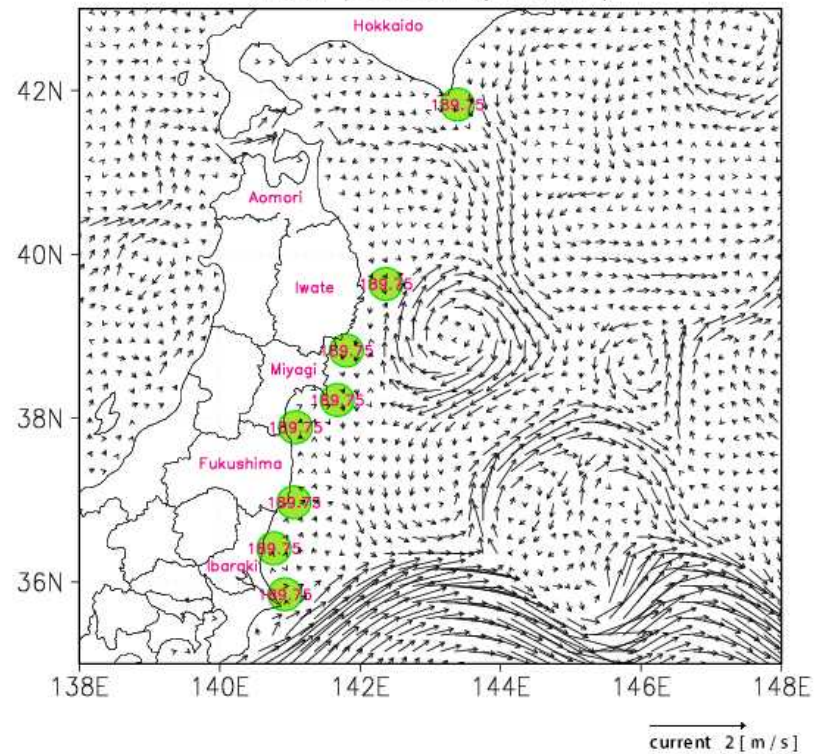 Hokkaido
42N
189.75
Aomori
40N
Iwate
189.75
189.75
Miyagi
189.75
38N
189.75
Fukushima
189.75
189.75
Ibaraki
36N
189.75
138E 140E 142E 144E 146E 148E
current 2 [ m / s ]